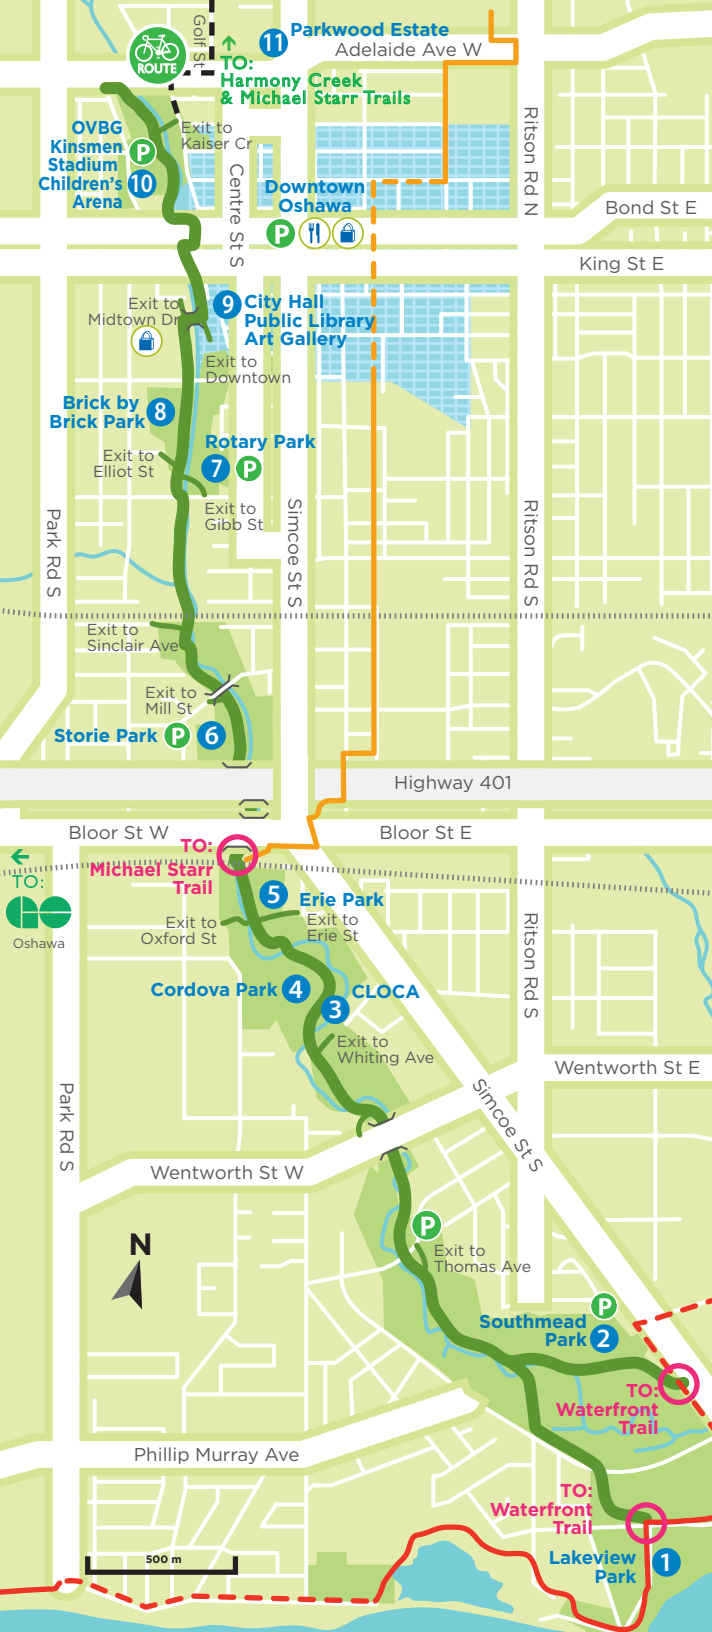 Golf St
ROUTE
11
Parkwood Estate
Adelaide Ave W
TO:
Harmony Creek
& Michael Starr Trails
Exit to
Kaiser Cr
OVBG
Kinsmen
Stadium
Children's
Arena
P
10
Centre St S
Ritson Rd N
Downtown
Oshawa
P
Bond St E
King St E
Exit to
Midtown Dr
9
City Hall
Public Library
Art Gallery
Exit to
Downtown
Brick by
Brick Park
8
Rotary Park
7
P
Exit to
Elliot St
Exit to
Gibb St
Park Rd S
Simcoe St S
Ritson Rd S
Exit to
Sinclair Ave
Exit to
Mill St
Storie Park
P
6
Highway 401
Bloor St W
Bloor St E
TO:
Michael Starr
Trail
TO:
GO
Oshawa
5
Erie Park
Exit to
Oxford St
Exit to
Erie St
Ritson Rd S
Cordova Park
4
3
CLOCA
Exit to
Whiting Ave
Wentworth St E
Park Rd S
Simcoe St S
Wentworth St W
N
P
Exit to
Thomas Ave
P
Southmead
Park
2
TO:
Waterfront
Trail
Phillip Murray Ave
TO:
Waterfront
Trail
500 m
Lakeview
Park
1